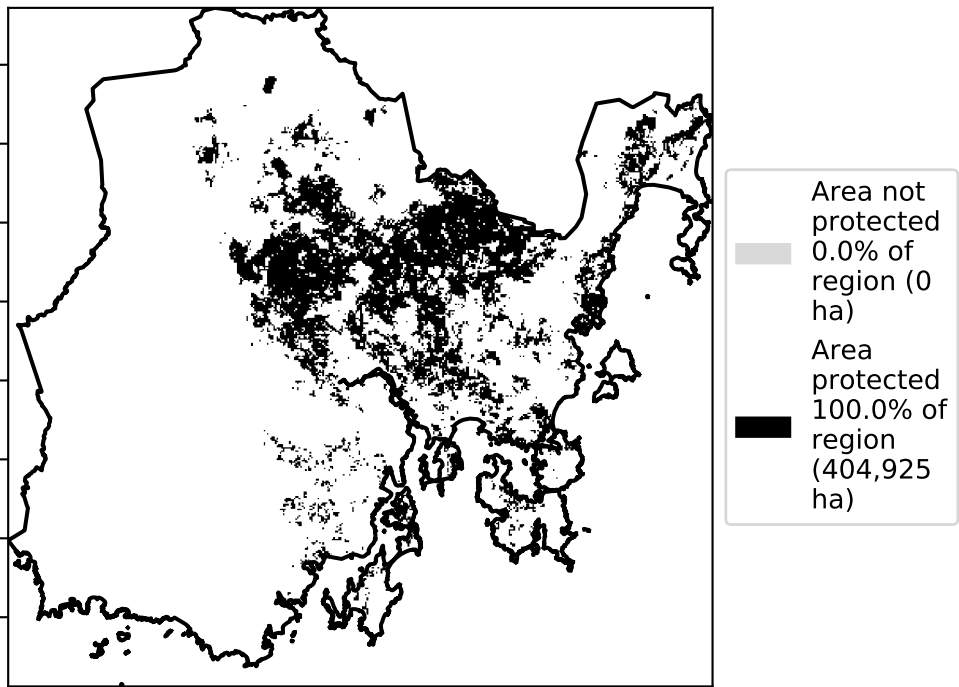 Area not
protected
0.0% of
region (0
ha)
Area
protected
100.0% of
region
(404,925
ha)